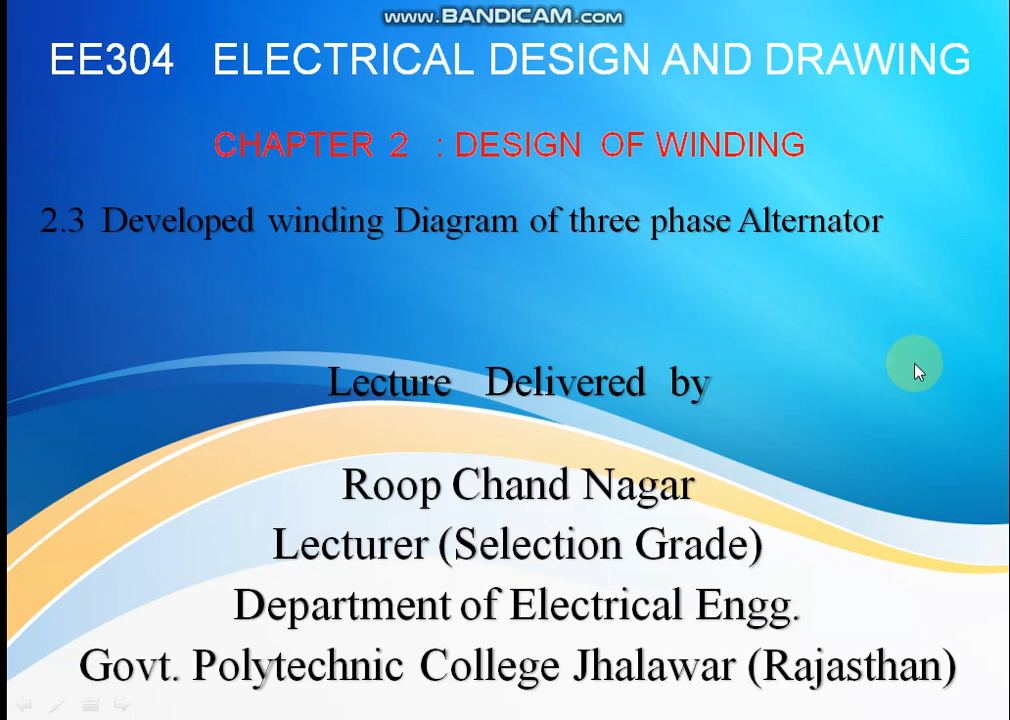 www.BANDICAM.com
EE304 ELECTRICAL DESIGN AND DRAWING
CHAPTER 2 : DESIGN OF WINDING
2.3 Developed winding Diagram of three phase Alternator
Lecture Delivered by
Roop Chand Nagar
Lecturer (Selection Grade)
Department of Electrical Engg.
Govt. Polytechnic College Jhalawar (Rajasthan)